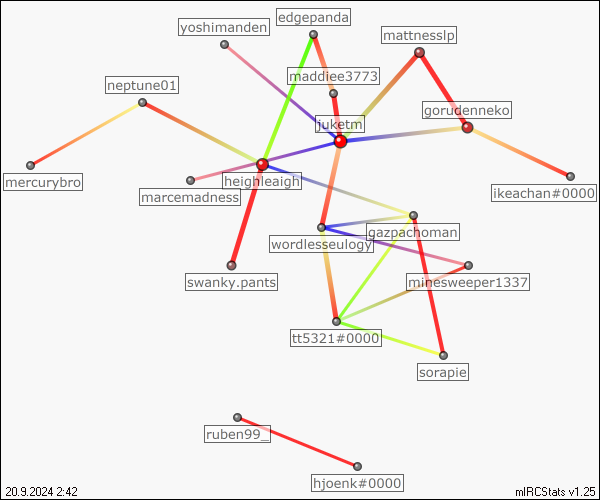 edgepanda
yoshimanden
mattnesslp
maddiee3773
neptune01
gorudenneko
juketm
heighleaigh
mercurybro
marcemadness
ikeachan#0000
gazpachoman
wordlesseulogy
swanky.pants
minesweeper1337
tt5321#0000
sorapie
ruben99_
hjoenk#0000
20.9.2024 2:42
mIRCStats v1.25